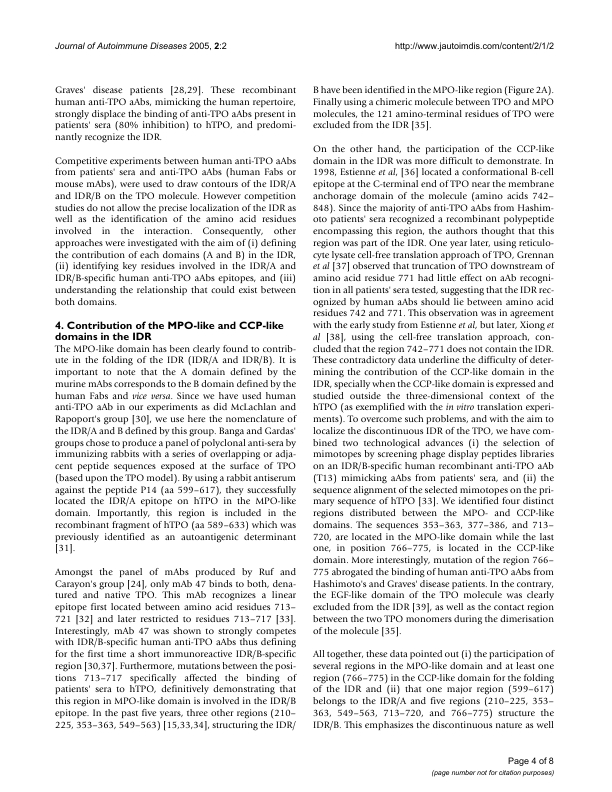 Journal of Autoimmune Diseases 2005, 2:2
http://www.jautoimdis.com/content/2/1/2
Graves' disease patients [28,29]. These recombinant
human anti-TPO aAbs, mimicking the human repertoire,
strongly displace the binding of anti-TPO aAbs present in
patients' sera (80% inhibition) to hTPO, and predomi-
nantly recognize the IDR.
Competitive experiments between human anti-TPO aAbs
from patients' sera and anti-TPO aAbs (human Fabs or
mouse mAbs), were used to draw contours of the IDR/A
and IDR/B on the TPO molecule. However competition
studies do not allow the precise localization of the IDR as
well as the identification of the amino acid residues
involved in the interaction. Consequently, other
approaches were investigated with the aim of (i) defining
the contribution of each domains (A and B) in the IDR,
(ii) identifying key residues involved in the IDR/A and
IDR/B-specific human anti-TPO aAbs epitopes, and (iii)
understanding the relationship that could exist between
both domains.
4. Contribution of the MPO-like and CCP-like
domains in the IDR
The MPO-like domain has been clearly found to contrib-
ute in the folding of the IDR (IDR/A and IDR/B). It is
important to note that the A domain defined by the
murine mAbs corresponds to the B domain defined by the
human Fabs and vice versa. Since we have used human
anti-TPO aAb in our experiments as did McLachlan and
Rapoport's group [30], we use here the nomenclature of
the IDR/A and B defined by this group. Banga and Gardas'
groups chose to produce a panel of polyclonal anti-sera by
immunizing rabbits with a series of overlapping or adja-
cent peptide sequences exposed at the surface of TPO
(based upon the TPO model). By using a rabbit antiserum
against the peptide P14 (aa 599–617), they successfully
located the IDR/A epitope on hTPO in the MPO-like
domain. Importantly, this region is included in the
recombinant fragment of hTPO (aa 589–633) which was
previously identified as an autoantigenic determinant
[31].
Amongst the panel of mAbs produced by Ruf and
Carayon's group [24], only mAb 47 binds to both, dena-
tured and native TPO. This mAb recognizes a linear
epitope first located between amino acid residues 713–
721 [32] and later restricted to residues 713–717 [33].
Interestingly, mAb 47 was shown to strongly competes
with IDR/B-specific human anti-TPO aAbs thus defining
for the first time a short immunoreactive IDR/B-specific
region [30,37]. Furthermore, mutations between the posi-
tions 713–717 specifically affected the binding of
patients' sera to hTPO, definitively demonstrating that
this region in MPO-like domain is involved in the IDR/B
epitope. In the past five years, three other regions (210–
225, 353–363, 549–563) [15,33,34], structuring the IDR/
B have been identified in the MPO-like region (Figure 2A).
Finally using a chimeric molecule between TPO and MPO
molecules, the 121 amino-terminal residues of TPO were
excluded from the IDR [35].
On the other hand, the participation of the CCP-like
domain in the IDR was more difficult to demonstrate. In
1998, Estienne et al, [36] located a conformational B-cell
epitope at the C-terminal end of TPO near the membrane
anchorage domain of the molecule (amino acids 742–
848). Since the majority of anti-TPO aAbs from Hashim-
oto patients' sera recognized a recombinant polypeptide
encompassing this region, the authors thought that this
region was part of the IDR. One year later, using reticulo-
cyte lysate cell-free translation approach of TPO, Grennan
et al [37] observed that truncation of TPO downstream of
amino acid residue 771 had little effect on aAb recogni-
tion in all patients' sera tested, suggesting that the IDR rec-
ognized by human aAbs should lie between amino acid
residues 742 and 771. This observation was in agreement
with the early study from Estienne et al, but later, Xiong et
al [38], using the cell-free translation approach, con-
cluded that the region 742–771 does not contain the IDR.
These contradictory data underline the difficulty of deter-
mining the contribution of the CCP-like domain in the
IDR, specially when the CCP-like domain is expressed and
studied outside the three-dimensional context of the
hTPO (as exemplified with the in vitro translation experi-
ments). To overcome such problems, and with the aim to
localize the discontinuous IDR of the TPO, we have com-
bined two technological advances (i) the selection of
mimotopes by screening phage display peptides libraries
on an IDR/B-specific human recombinant anti-TPO aAb
(T13) mimicking aAbs from patients' sera, and (ii) the
sequence alignment of the selected mimotopes on the pri-
mary sequence of hTPO [33]. We identified four distinct
regions distributed between the MPO- and CCP-like
domains. The sequences 353–363, 377–386, and 713–
720, are located in the MPO-like domain while the last
one, in position 766–775, is located in the CCP-like
domain. More interestingly, mutation of the region 766–
775 abrogated the binding of human anti-TPO aAbs from
Hashimoto's and Graves' disease patients. In the contrary,
the EGF-like domain of the TPO molecule was clearly
excluded from the IDR [39], as well as the contact region
between the two TPO monomers during the dimerisation
of the molecule [35].
All together, these data pointed out (i) the participation of
several regions in the MPO-like domain and at least one
region (766–775) in the CCP-like domain for the folding
of the IDR and (ii) that one major region (599–617)
belongs to the IDR/A and five regions (210–225, 353–
363, 549–563, 713–720, and 766–775) structure the
IDR/B. This emphasizes the discontinuous nature as well
Page 4 of 8
(page number not for citation purposes)